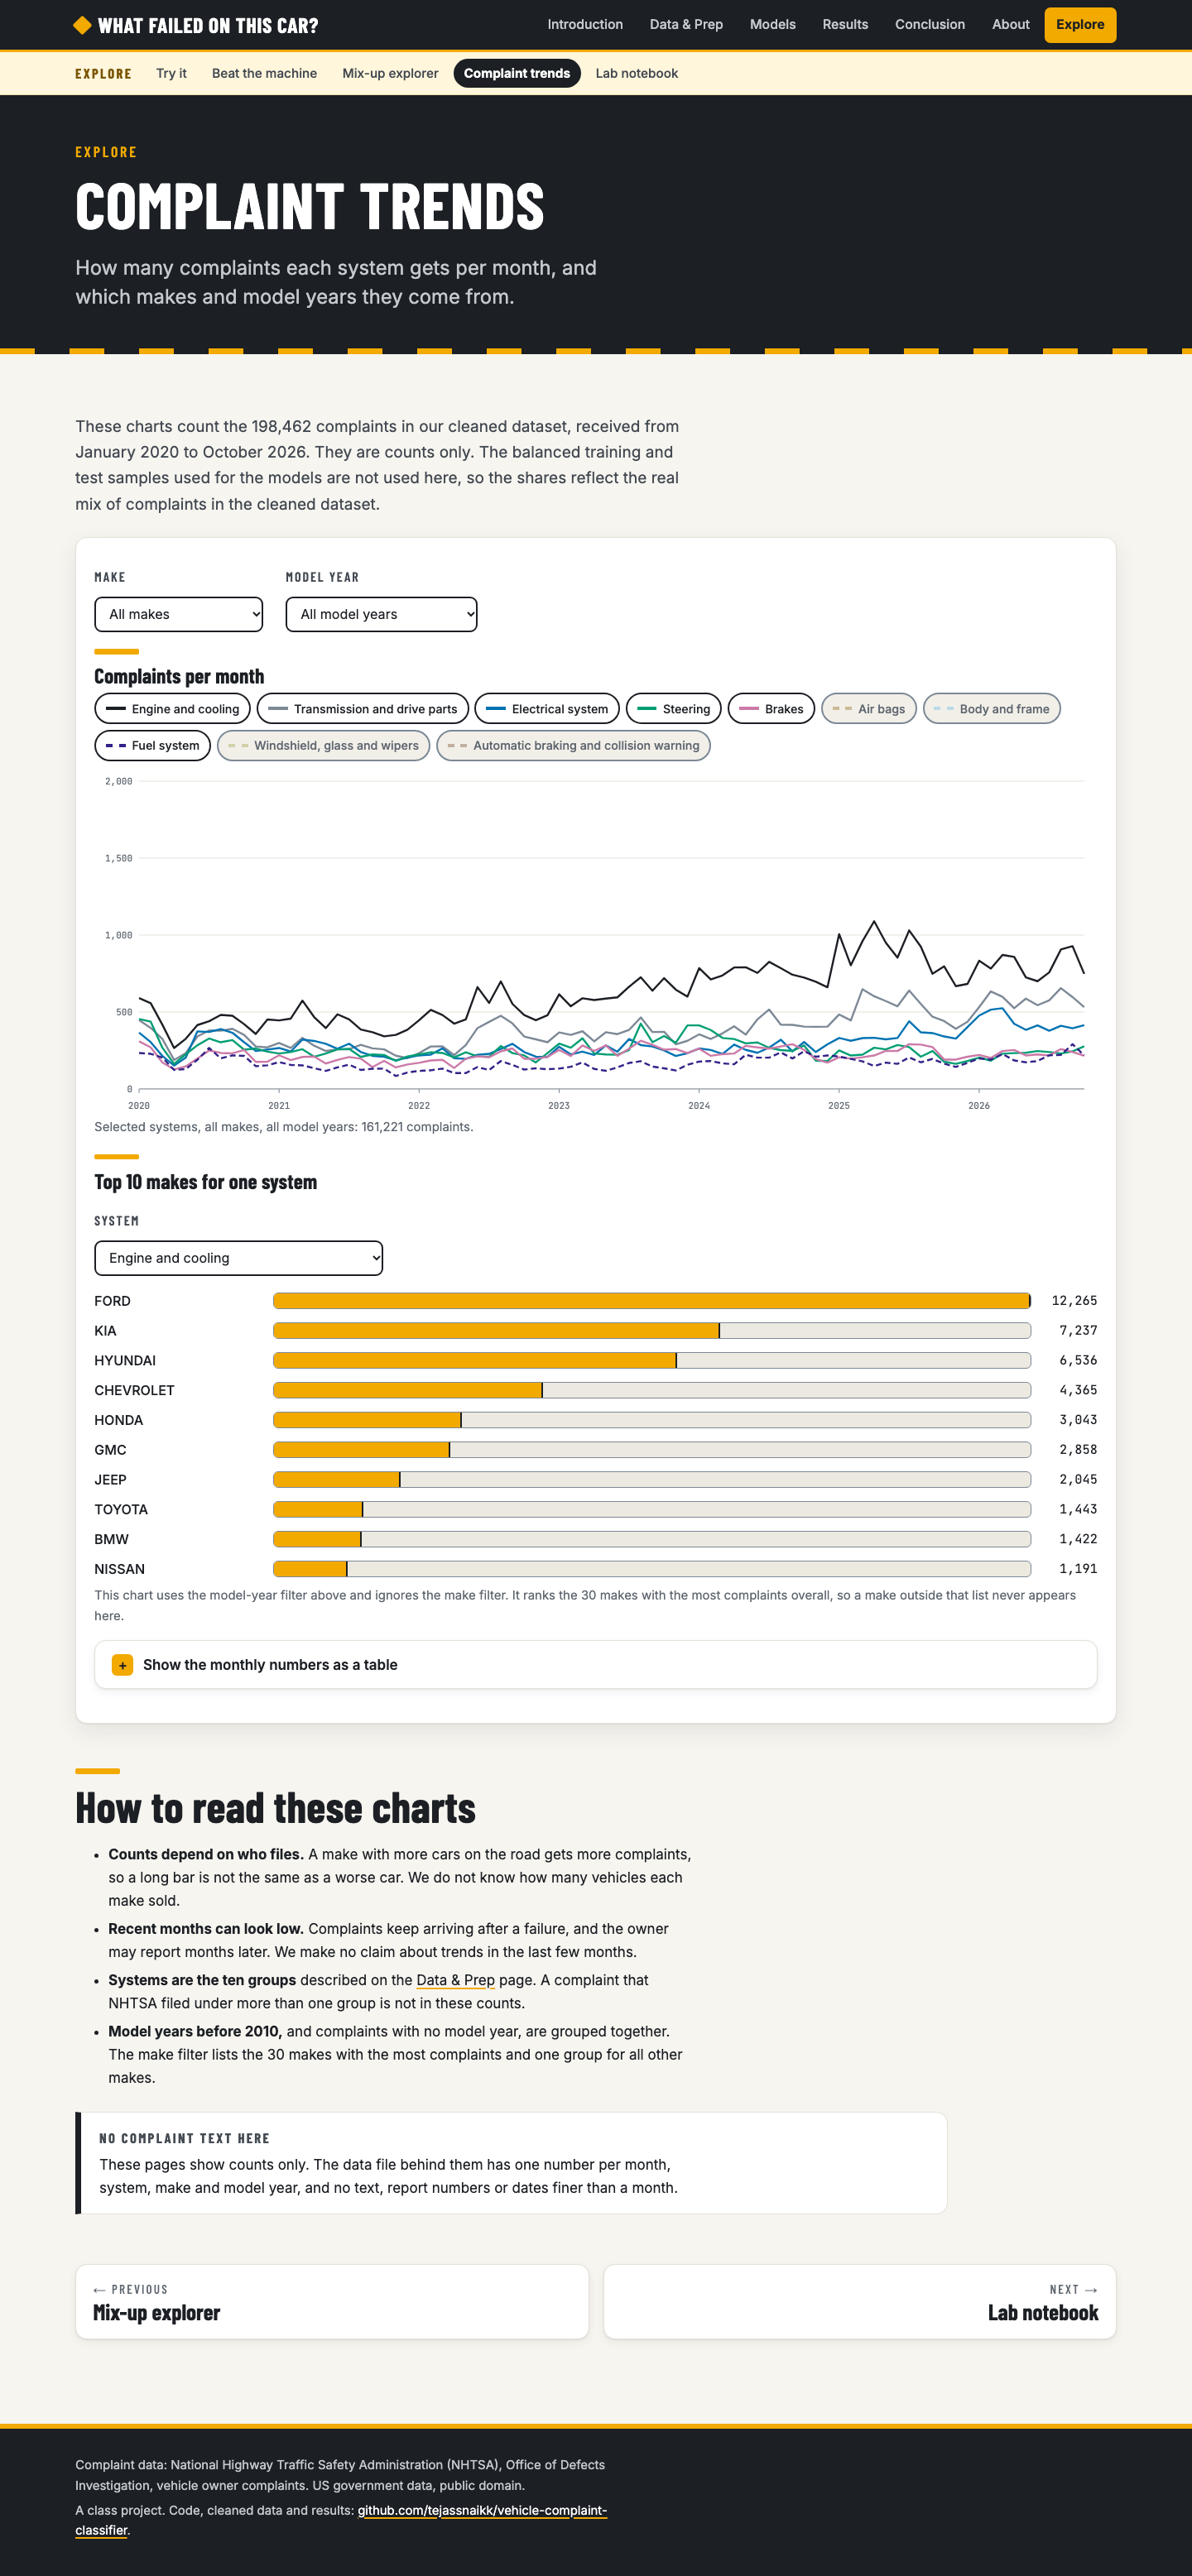 WHAT FAILED ON THIS CAR?
Introduction
Data & Prep
Models
Results
Conclusion
About
Explore
EXPLORE
Try it
Beat the machine
Mix-up explorer
Complaint trends
Lab notebook
EXPLORE
COMPLAINT TRENDS
How many complaints each system gets per month, and
which makes and model years they come from.
These charts count the 198,462 complaints in our cleaned dataset, received from
January 2020 to October 2026. They are counts only. The balanced training and
test samples used for the models are not used here, so the shares reflect the real
mix of complaints in the cleaned dataset.
MAKE
MODEL YEAR
All makes
All model years
Complaints per month
Engine and cooling
Transmission and drive parts
Electrical system
Steering
Brakes
Air bags
Body and frame
Fuel system
Windshield, glass and wipers
Automatic braking and collision warning
2,000
1,500
1,000
500
0
2020
2021
2022
2023
2024
2025
2026
Selected systems, all makes, all model years: 161,221 complaints.
Top 10 makes for one system
SYSTEM
Engine and cooling
FORD 12,265
KIA 7,237
HYUNDAI 6,536
CHEVROLET 4,365
HONDA 3,043
GMC 2,858
JEEP 2,045
TOYOTA 1,443
BMW 1,422
NISSAN 1,191
This chart uses the model-year filter above and ignores the make filter. It ranks the 30 makes with the most complaints overall, so a make outside that list never appears
here.
+ Show the monthly numbers as a table
How to read these charts
• Counts depend on who files. A make with more cars on the road gets more complaints,
so a long bar is not the same as a worse car. We do not know how many vehicles each
make sold.
• Recent months can look low. Complaints keep arriving after a failure, and the owner
may report months later. We make no claim about trends in the last few months.
• Systems are the ten groups described on the Data & Prep page. A complaint that
NHTSA filed under more than one group is not in these counts.
• Model years before 2010, and complaints with no model year, are grouped together.
The make filter lists the 30 makes with the most complaints and one group for all other
makes.
NO COMPLAINT TEXT HERE
These pages show counts only. The data file behind them has one number per month,
system, make and model year, and no text, report numbers or dates finer than a month.
← PREVIOUS
Mix-up explorer
NEXT →
Lab notebook
Complaint data: National Highway Traffic Safety Administration (NHTSA), Office of Defects
Investigation, vehicle owner complaints. US government data, public domain.
A class project. Code, cleaned data and results: github.com/tejassnaikk/vehicle-complaint-
classifier.